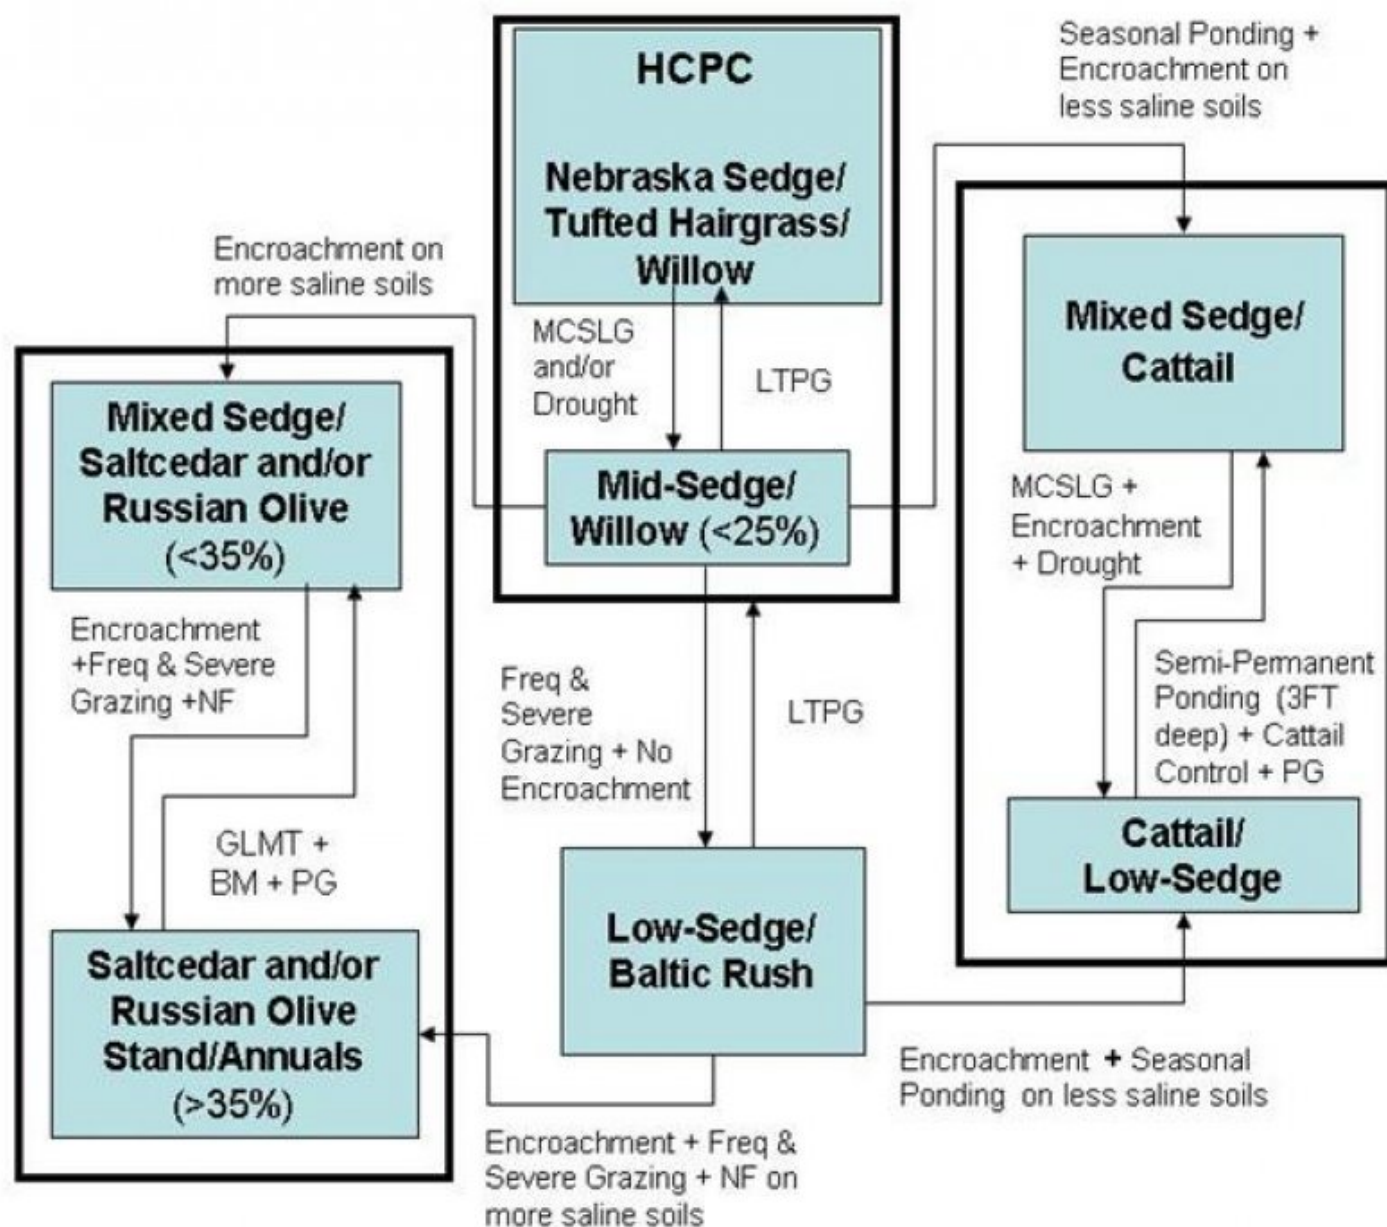 HCPC
Nebraska Sedge/
Tufted Hairgrass/
Willow
Seasonal Ponding +
Encroachment on
less saline soils
Encroachment on
more saline soils
MCSLG
and/or
Drought
LTPG
Mixed Sedge/
Cattail
Mixed Sedge/
Saltcedar and/or
Russian Olive
(<35%)
Mid-Sedge/
Willow (<25%)
MCSLG +
Encroachment
+ Drought
Encroachment
+Freq & Severe
Grazing +NF
Freq &
Severe
Grazing + No
Encroachment
LTPG
Semi-Permanent
Ponding (3FT
deep) + Cattail
Control + PG
GLMT +
BM + PG
Cattail/
Low-Sedge
Low-Sedge/
Baltic Rush
Saltcedar and/or
Russian Olive
Stand/Annuals
(>35%)
Encroachment + Seasonal
Ponding on less saline soils
Encroachment + Freq &
Severe Grazing + NF on
more saline soils